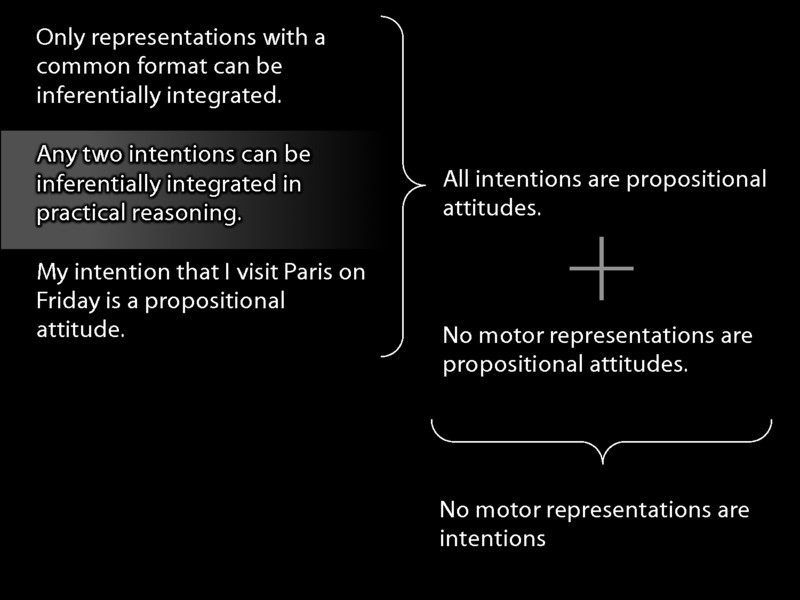 Only representations with a
common format can be
inferentially integrated.
Any two intentions can be
inferentially integrated in
practical reasoning.
My intention that I visit Paris on
Friday is a propositional
attitude.
All intentions are propositional
attitudes.
No motor representations are
propositional attitudes.
No motor representations are
intentions